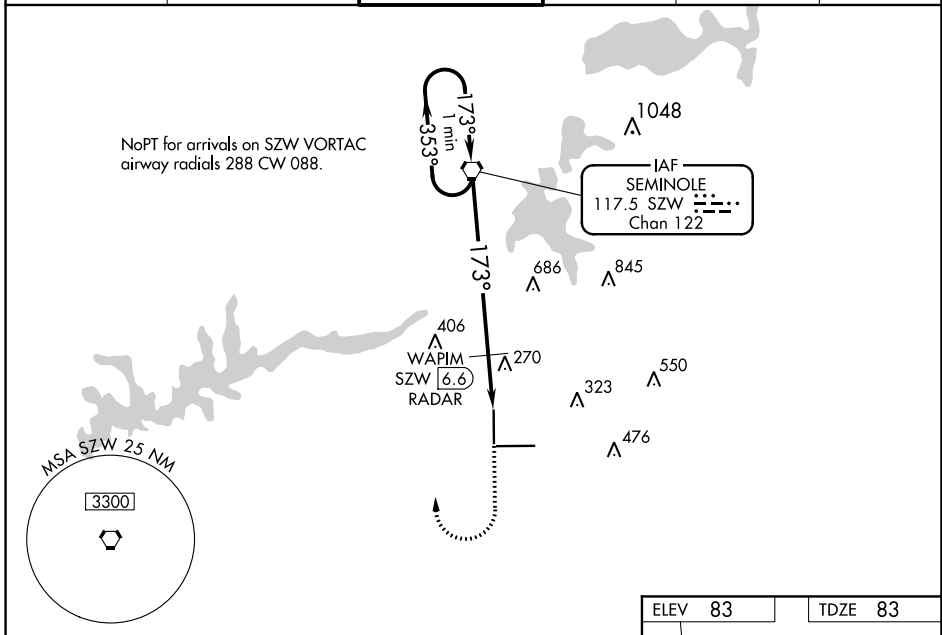 NoPT for arrivals on SZW VORTAC
airway radials 288 CW 088.
173°
1 min
353°
1048
IAF
SEMINOLE
117.5 SZW
Chan 122
173°
686
845
406
WAPIM
SZW 6.6
RADAR
270
550
323
476
MSA SZW 25 NM
3300
ELEV 83
TDZE 83